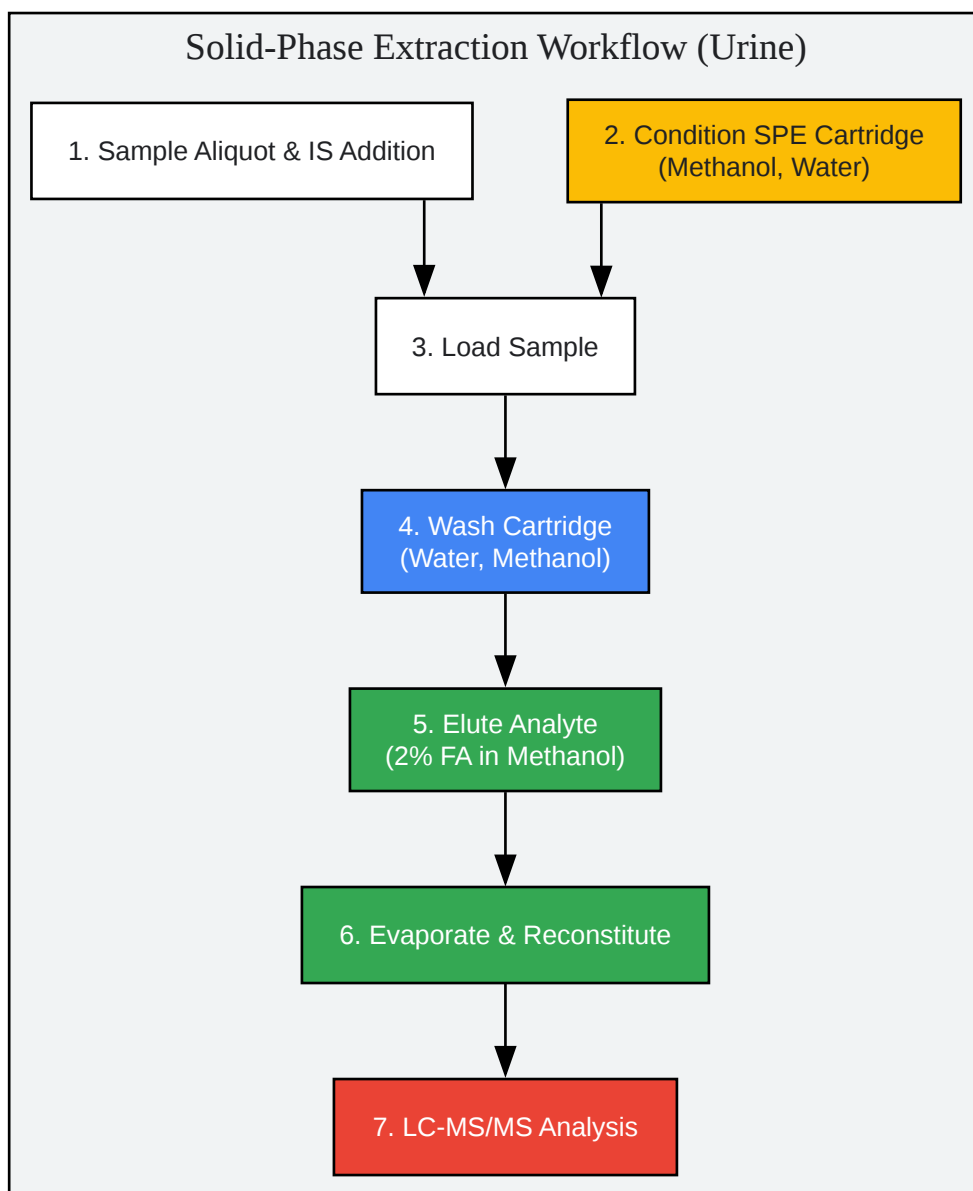 Solid-Phase Extraction Workflow (Urine)
1. Sample Aliquot & IS Addition
2. Condition SPE Cartridge
(Methanol, Water)
3. Load Sample
4. Wash Cartridge
(Water, Methanol)
5. Elute Analyte
(2% FA in Methanol)
6. Evaporate & Reconstitute
7. LC-MS/MS Analysis